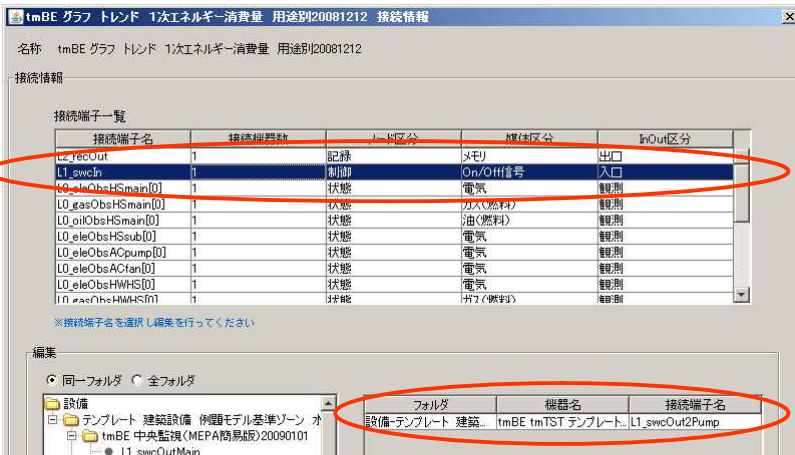 tmBE グラフ トレンド 1次エネルギー消費量 用途別20081212 接続情報
名称 tmBE グラフ トレンド 1次エネルギー消費量 用途別20081212
接続情報
接続端子一覧
接続端子名 接続機器数 ノード区分 媒体区分 InOut区分
L2_recOut 1 記録 メモリ 出口
L1_swcIn 1 制御 On/Off信号 入口
L0_eleObsHSmain[0] 1 状態 電気 観測
L0_gasObsHSmain[0] 1 状態 ガス(燃料) 観測
L0_oilObsHSmain[0] 1 状態 油(燃料) 観測
L0_eleObsHSsub[0] 1 状態 電気 観測
L0_eleObsACpump[0] 1 状態 電気 観測
L0_eleObsACfan[0] 1 状態 電気 観測
L0_eleObsHWHS[0] 1 状態 電気 観測
L0_gasObsHWHS[0] 1 状態 ガス(燃料) 観測
※接続端子名を選択し編集を行ってください
編集
同一フォルダ 全フォルダ
設備
テンプレート 建築設備 例題モデル基準ゾーン
tmBE 中央監視(MEPA簡易版)20090101
L1_swcOutMain
フォルダ 機器名 接続端子名
設備-テンプレート 建築... tmBE tmTST テンプレート... L1_swcOut2Pump